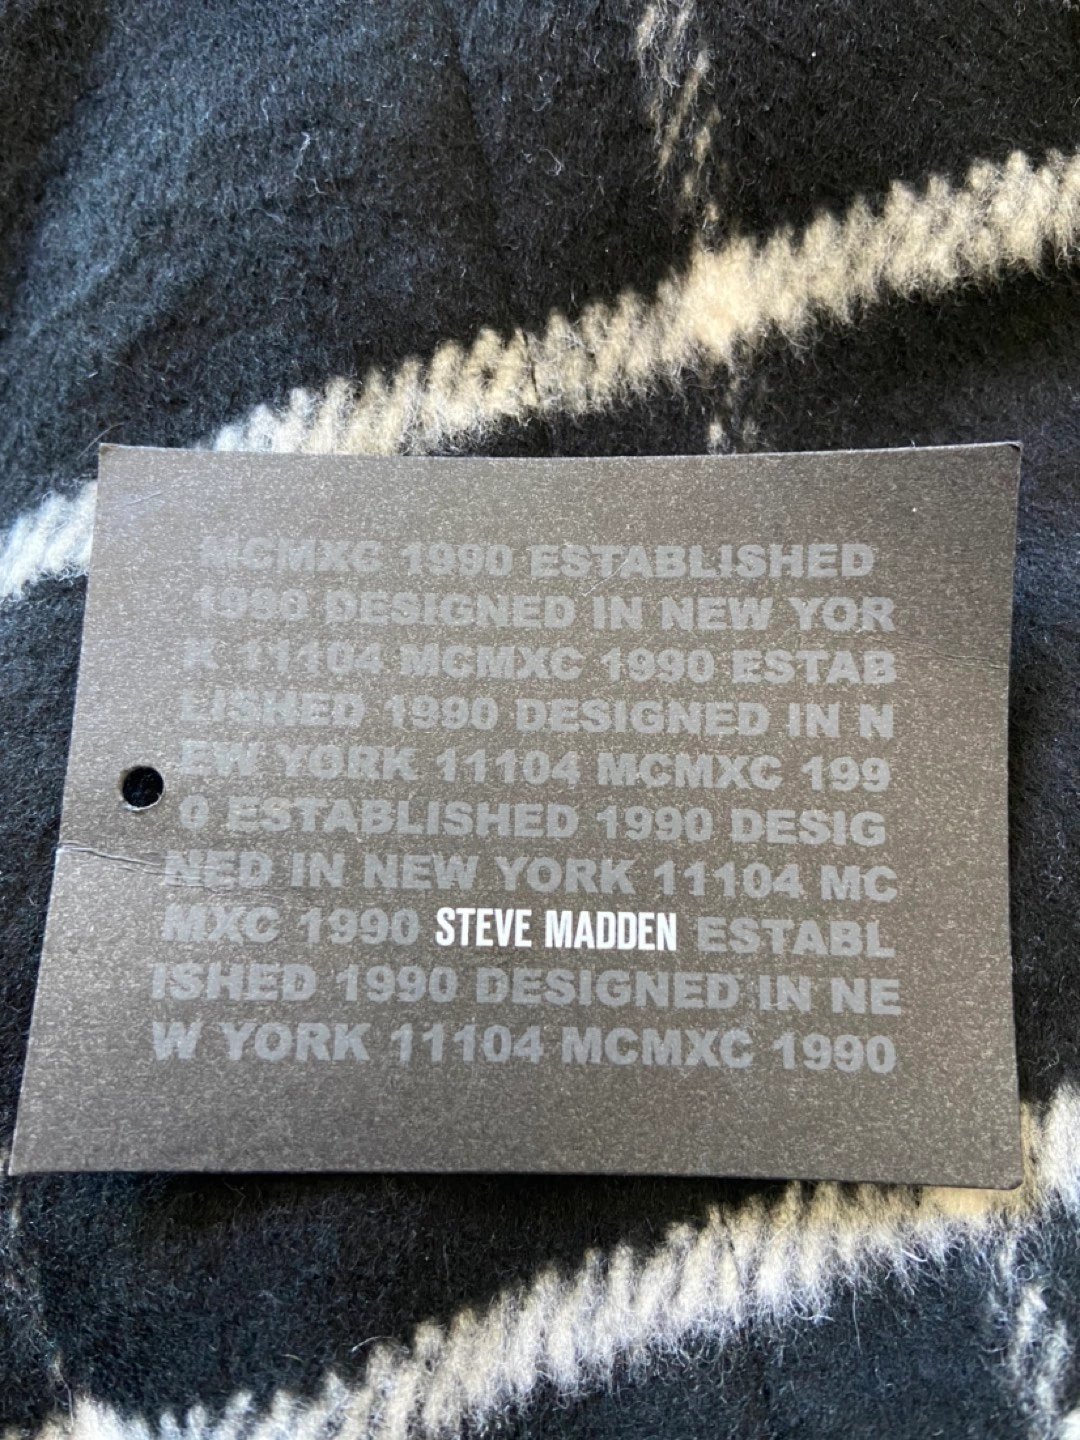 MCMXC 1990 ESTABLISHED
1990 DESIGNED IN NEW YOR
K 11104 MCMXC 1990 ESTAB
LISHED 1990 DESIGNED IN N
EW YORK 11104 MCMXC 199
0 ESTABLISHED 1990 DESIG
NED IN NEW YORK 11104 MC
MXC 1990 STEVE MADDEN ESTABL
ISHED 1990 DESIGNED IN NE
W YORK 11104 MCMXC 1990